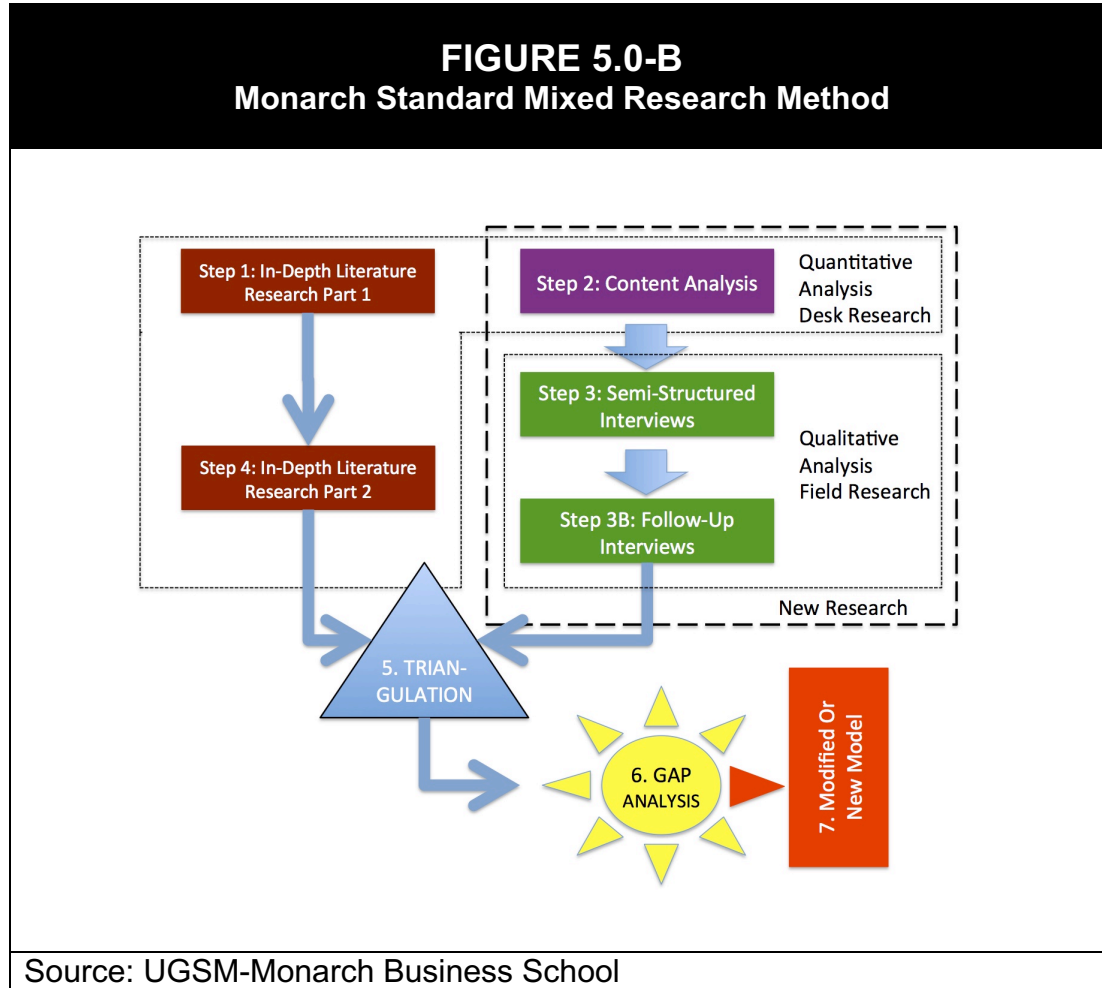 FIGURE 5.0-B
Monarch Standard Mixed Research Method
Step 1: In-Depth Literature
Research Part 1
Step 2: Content Analysis
Quantitative
Analysis
Desk Research
Step 3: Semi-Structured
Interviews
Step 4: In-Depth Literature
Research Part 2
Qualitative
Analysis
Field Research
Step 3B: Follow-Up
Interviews
New Research
5. TRIAN-
GULATION
6. GAP
ANALYSIS
7. Modified Or
New Model
Source: UGSM-Monarch Business School